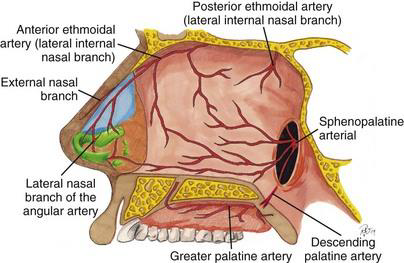 Posterior ethmoidal artery
(lateral internal nasal branch)
Anterior ethmoidal
artery (lateral internal
nasal branch)
External nasal
branch
Sphenopalatine
arterial
Lateral nasal
branch of the
angular artery
Greater palatine artery
Descending
palatine artery